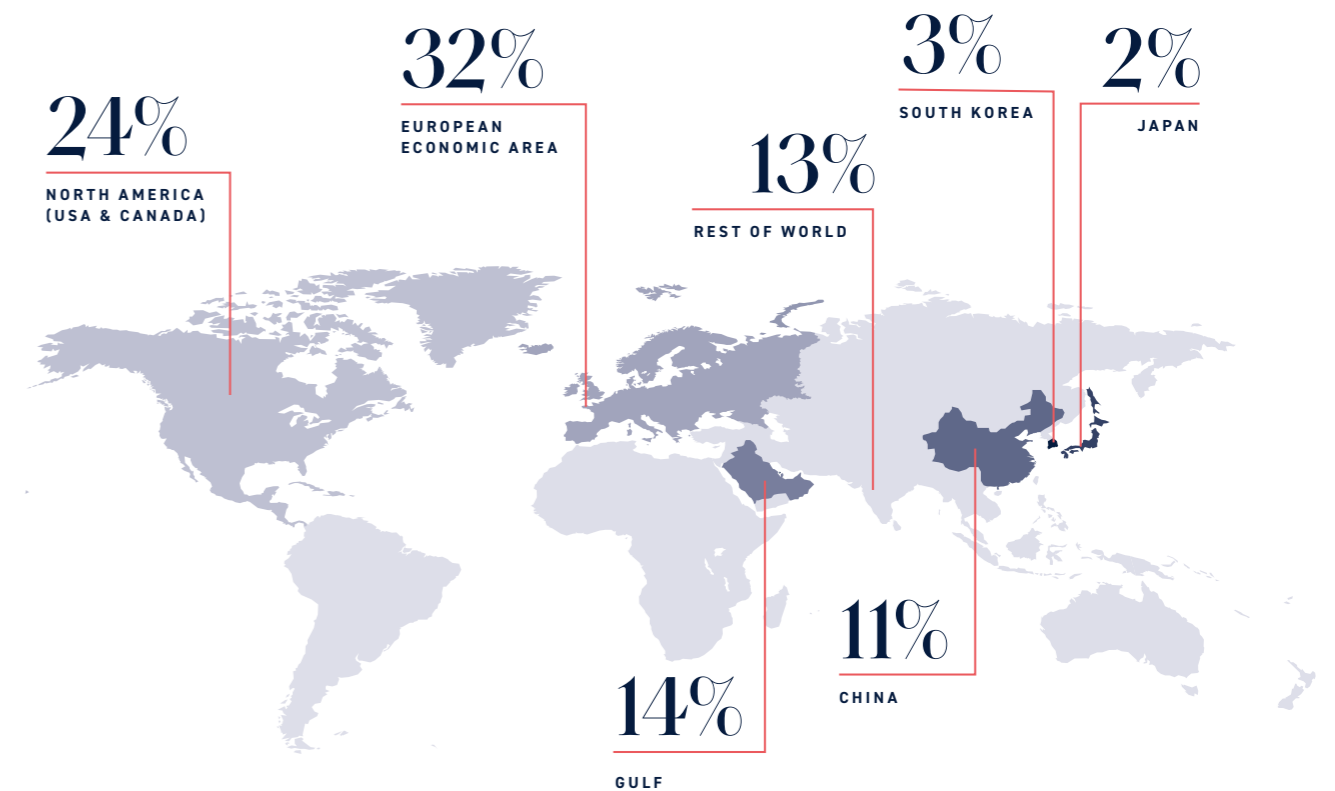 24%
NORTH AMERICA
(USA & CANADA)
32%
EUROPEAN
ECONOMIC AREA
13%
REST OF WORLD
3%
SOUTH KOREA
2%
JAPAN
14%
GULF
11%
CHINA